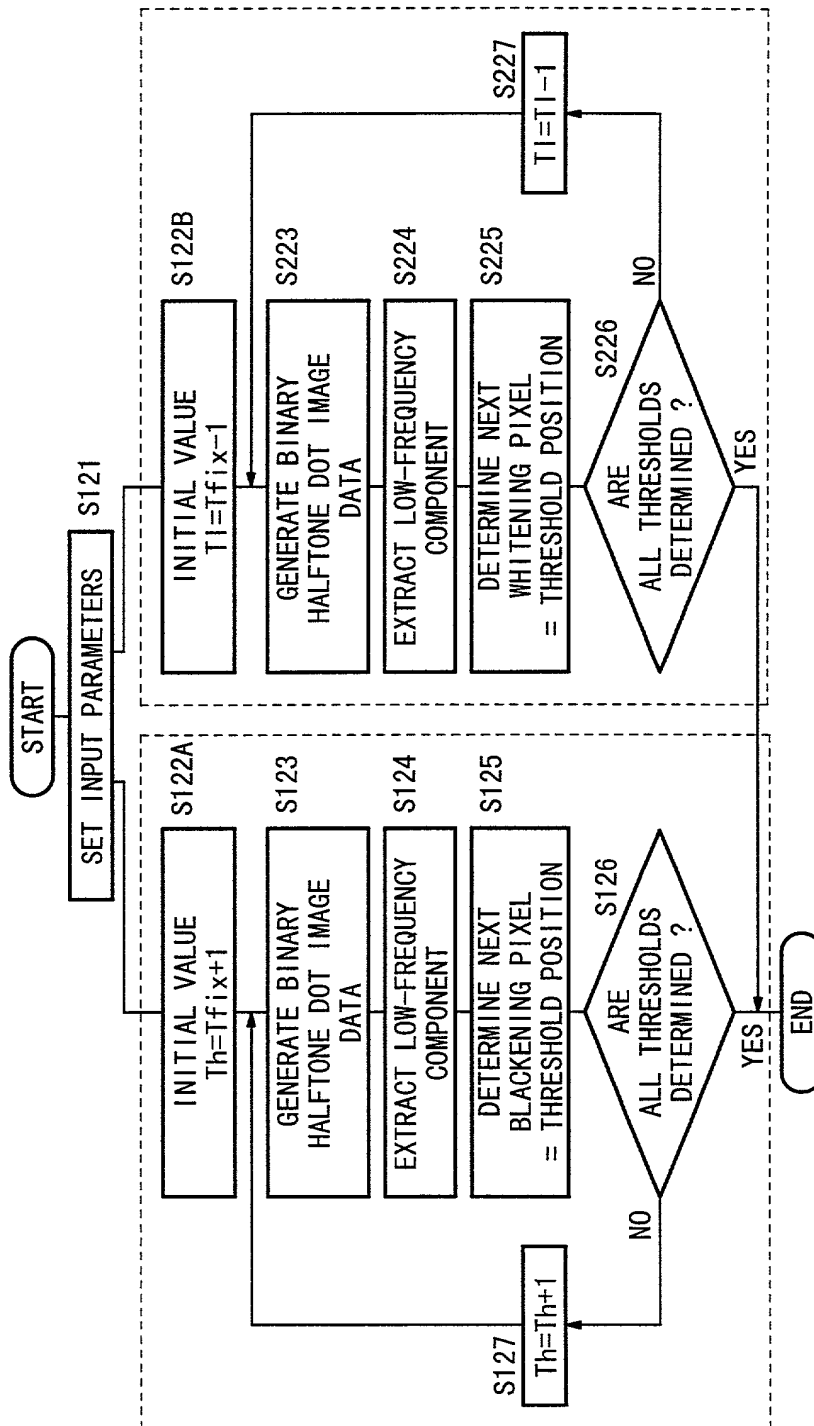 START
SET INPUT PARAMETERS
S121
INITIAL VALUE
Th=Tfix+1
S122A
GENERATE BINARY
HALFTONE DOT IMAGE
DATA
S123
EXTRACT LOW-FREQUENCY
COMPONENT
S124
DETERMINE NEXT
BLACKENING PIXEL
= THRESHOLD POSITION
S125
ARE
ALL THRESHOLDS
DETERMINED ?
S126
NO
YES
Th=Th+1
S127
INITIAL VALUE
Tl=Tfix-1
S122B
GENERATE BINARY
HALFTONE DOT IMAGE
DATA
S223
EXTRACT LOW-FREQUENCY
COMPONENT
S224
DETERMINE NEXT
WHITENING PIXEL
= THRESHOLD POSITION
S225
ARE
ALL THRESHOLDS
DETERMINED ?
S226
NO
YES
Tl=Tl-1
S227
END